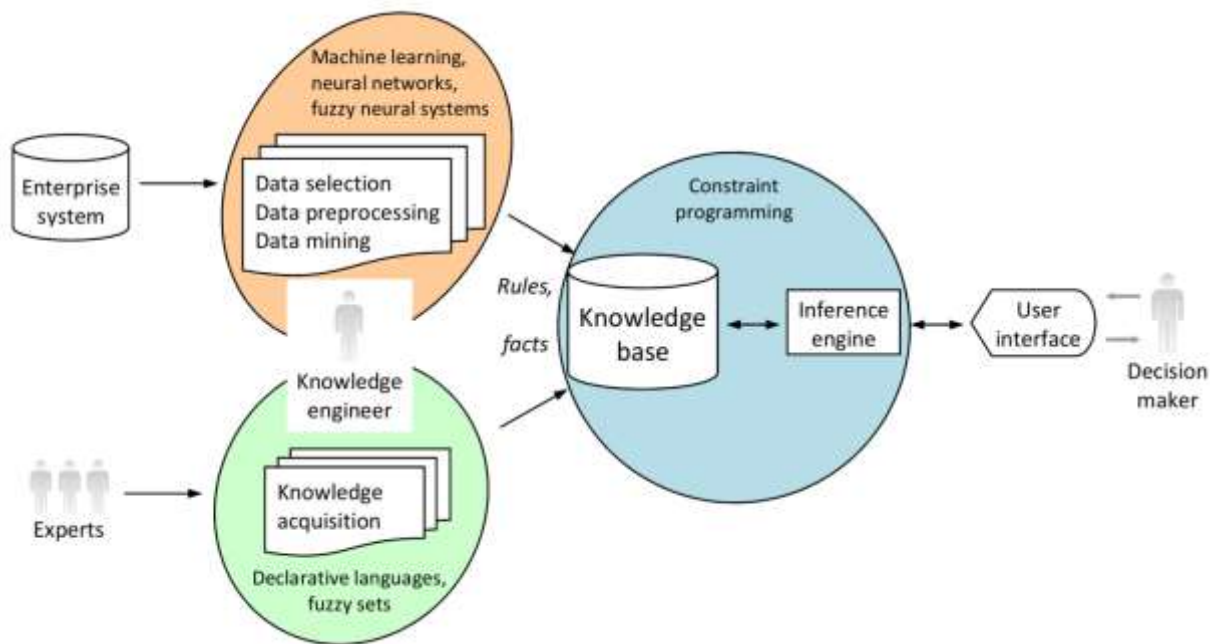 Machine learning,
neural networks,
fuzzy neural systems
Enterprise
system
Data selection
Data preprocessing
Data mining
Knowledge
engineer
Experts
Knowledge
acquisition
Declarative languages,
fuzzy sets
Rules,
facts
Constraint
programming
Knowledge
base
Inference
engine
User
interface
Decision
maker